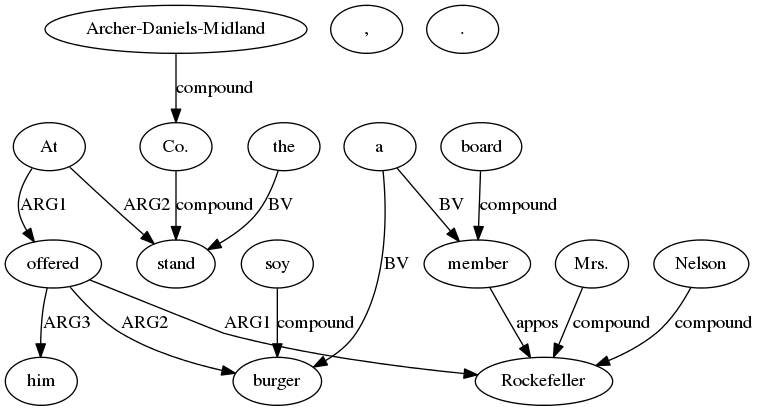 Archer-Daniels-Midland , .
compound
At Co. the a board
ARG1 ARG2 compound BV BV compound
offered stand soy member Mrs. Nelson
BV
ARG3 ARG2 ARG1 compound appos compound compound
him burger Rockefeller